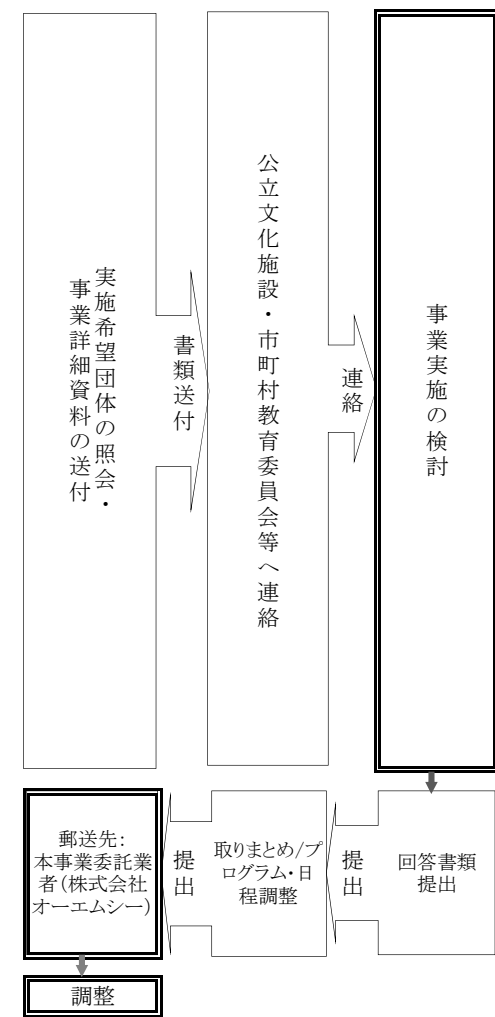 実施希望団体の照会・
事業詳細資料の送付
書類送付
公立文化施設・市町村教育委員会等へ連絡
連絡
事業実施の検討
回答書類
提出
提出
取りまとめ/プ
ログラム・日
程調整
提出
郵送先:
本事業委託業
者(株式会社
オーエムシー)
調整